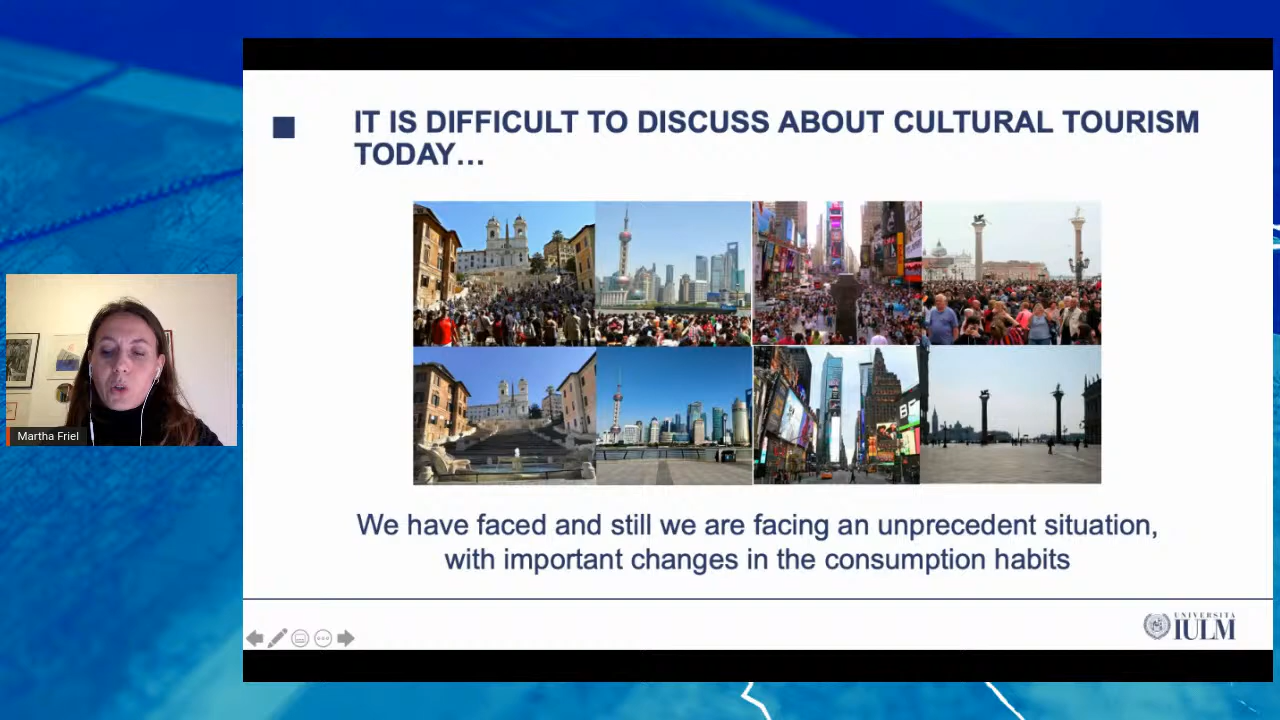 IT IS DIFFICULT TO DISCUSS ABOUT CULTURAL TOURISM
TODAY…
Martha Friel
We have faced and still we are facing an unprecedent situation,
with important changes in the consumption habits
UNIVERSITÀ
IULM